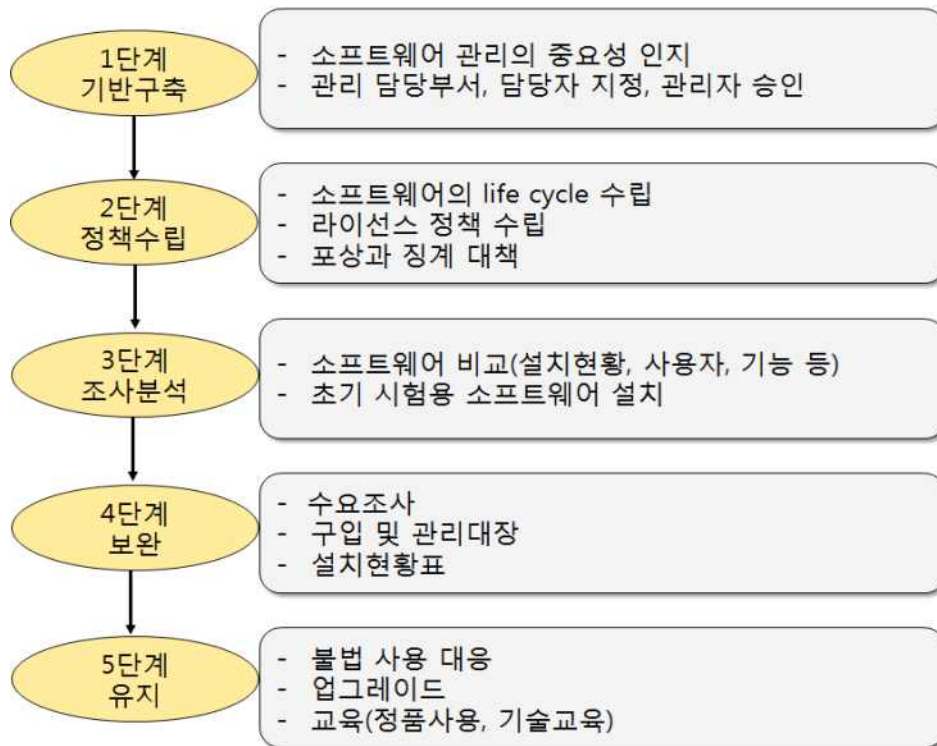 1단계
기반구축
- 소프트웨어 관리의 중요성 인지
- 관리 담당부서, 담당자 지정, 관리자 승인
2단계
정책수립
- 소프트웨어의 life cycle 수립
- 라이선스 정책 수립
- 포상과 징계 대책
3단계
조사분석
- 소프트웨어 비교(설치현황, 사용자, 기능 등)
- 초기 시험용 소프트웨어 설치
4단계
보완
- 수요조사
- 구입 및 관리대장
- 설치현황표
5단계
유지
- 불법 사용 대응
- 업그레이드
- 교육(정품사용, 기술교육)